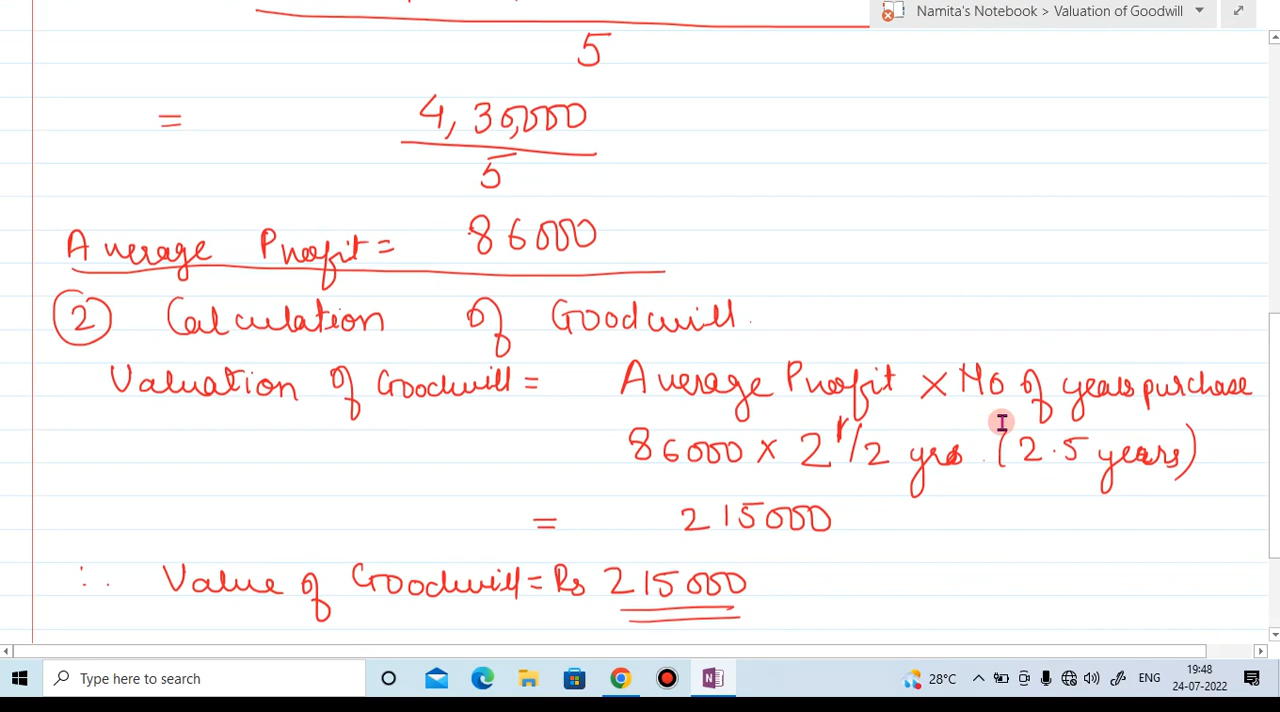 Namita's Notebook > Valuation of Goodwill
5
= 4,30,000
5
Average Profit = 86000
2 Calculation of Goodwill.
Valuation of Goodwill = Average Profit × No of years purchase
86000 × 2 1/2 yrs. (2.5 years)
= 215000
∴ Value of Goodwill = Rs 215000
Type here to search
28°C
ENG
19:48
24-07-2022